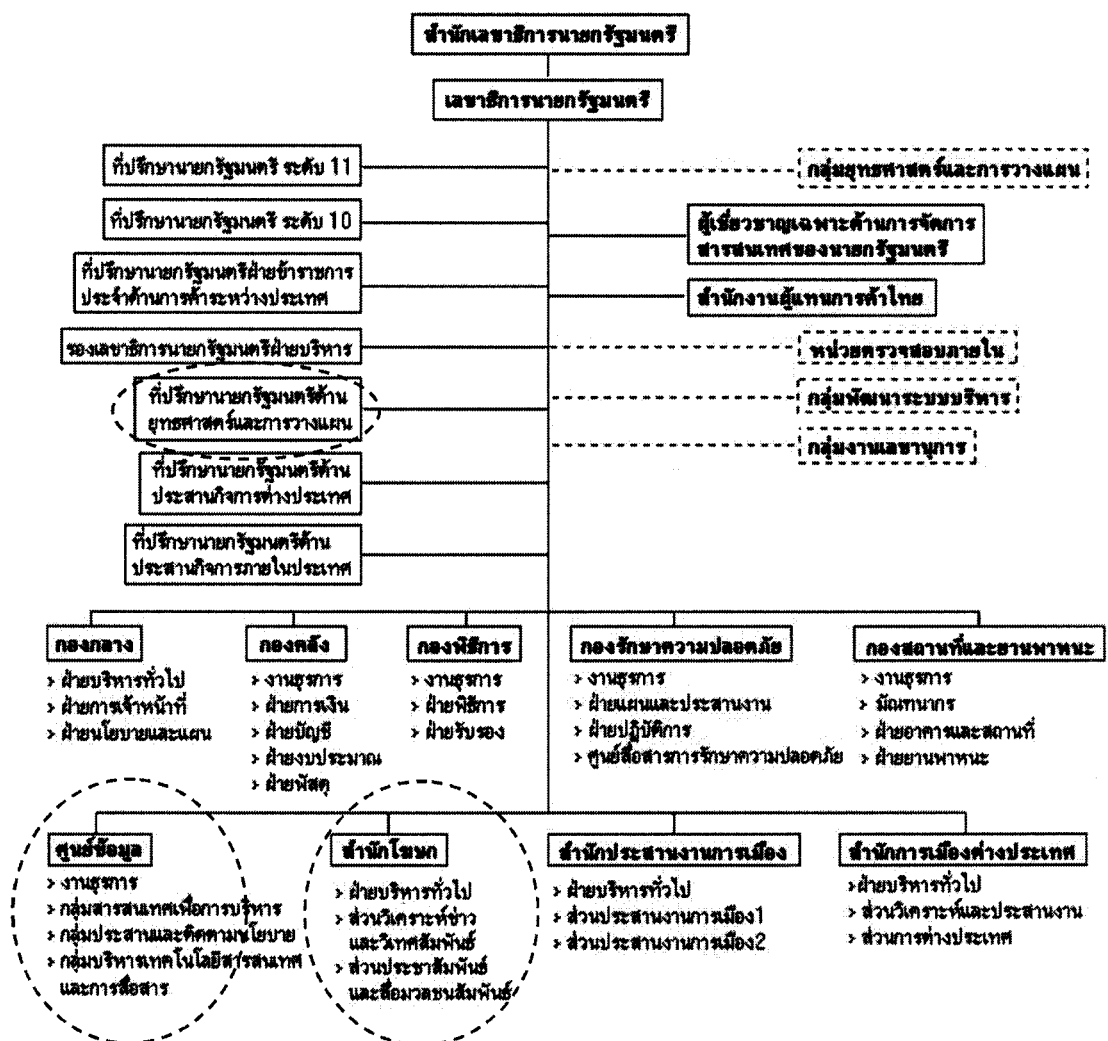 สำนักเลขาธิการนายกรัฐมนตรี
เลขาธิการนายกรัฐมนตรี
ที่ปรึกษานายกรัฐมนตรี ระดับ 11
กลุ่มยุทธศาสตร์และการวางแผน
ที่ปรึกษานายกรัฐมนตรี ระดับ 10
ผู้เชี่ยวชาญเฉพาะด้านการจัดการ
สารสนเทศของนายกรัฐมนตรี
ที่ปรึกษานายกรัฐมนตรีฝ่ายข้าราชการ
ประจำด้านการค้าระหว่างประเทศ
สำนักงานผู้แทนการค้าไทย
รองเลขาธิการนายกรัฐมนตรีฝ่ายบริหาร
หน่วยตรวจสอบภายใน
ที่ปรึกษานายกรัฐมนตรีด้าน
ยุทธศาสตร์และการวางแผน
กลุ่มพัฒนาระบบบริหาร
กลุ่มงานเลขานุการ
ที่ปรึกษานายกรัฐมนตรีด้าน
ประสานกิจการต่างประเทศ
ที่ปรึกษานายกรัฐมนตรีด้าน
ประสานกิจการภายในประเทศ
กองกลาง
> ฝ่ายบริหารทั่วไป
> ฝ่ายการเจ้าหน้าที่
> ฝ่ายนโยบายและแผน
กองคลัง
> งานธุรการ
> ฝ่ายการเงิน
> ฝ่ายบัญชี
> ฝ่ายงบประมาณ
> ฝ่ายพัสดุ
กองพิธีการ
> งานธุรการ
> ฝ่ายพิธีการ
> ฝ่ายรับรอง
กองรักษาความปลอดภัย
> งานธุรการ
> ฝ่ายแผนและประสานงาน
> ฝ่ายปฏิบัติการ
> ศูนย์สื่อสารการรักษาความปลอดภัย
กองสถานที่และยานพาหนะ
> งานธุรการ
> มัณฑนากร
> ฝ่ายอาคารและสถานที่
> ฝ่ายยานพาหนะ
ศูนย์ข้อมูล
> งานธุรการ
> กลุ่มสารสนเทศเพื่อการบริหาร
> กลุ่มประสานและติดตามนโยบาย
> กลุ่มบริหารเทคโนโลยีสารสนเทศ
และการสื่อสาร
สำนักโฆษก
> ฝ่ายบริหารทั่วไป
> ส่วนวิเคราะห์ข่าว
และวิเทศสัมพันธ์
> ส่วนประชาสัมพันธ์
และสื่อมวลชนสัมพันธ์
สำนักประสานงานการเมือง
> ฝ่ายบริหารทั่วไป
> ส่วนประสานงานการเมือง1
> ส่วนประสานงานการเมือง2
สำนักการเมืองต่างประเทศ
>ฝ่ายบริหารทั่วไป
> ส่วนวิเคราะห์และประสานงาน
> ส่วนการต่างประเทศ